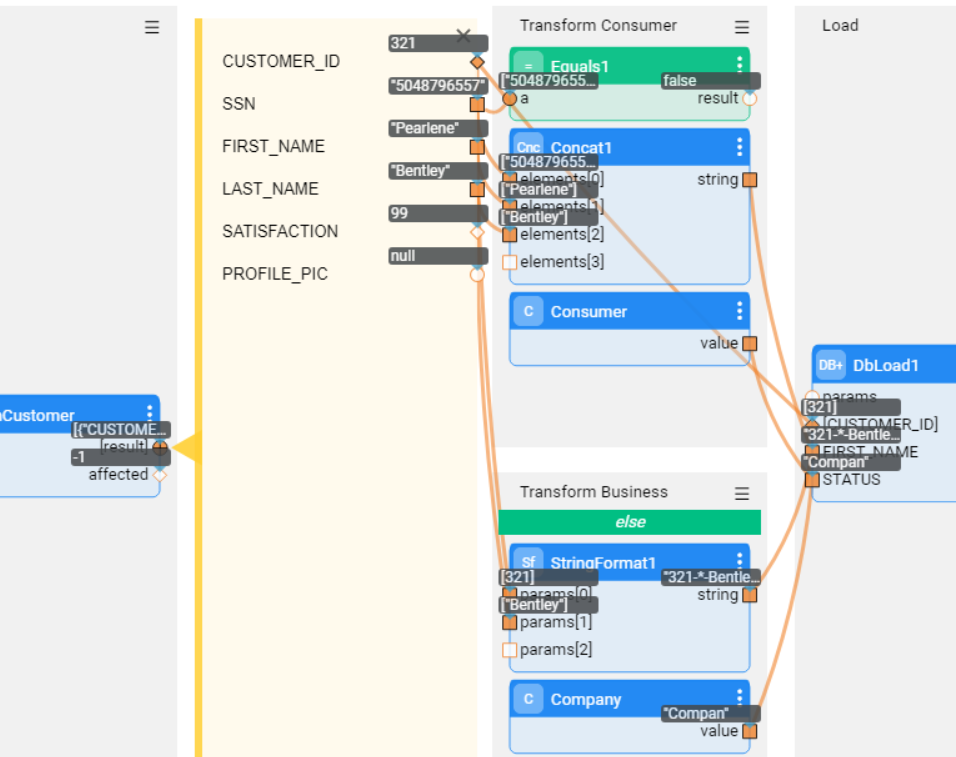 Customer
[{"CUSTOME...
[result]
-1
affected
321
CUSTOMER_ID
"5048796557"
SSN
"Pearlene"
FIRST_NAME
"Bentley"
LAST_NAME
99
SATISFACTION
null
PROFILE_PIC
Transform Consumer
= Equals1
["504879655...
false
a
result
Cnc Concat1
["504879655...
elements[0]
string
["Pearlene"]
elements[1]
["Bentley"]
elements[2]
elements[3]
C Consumer
value
Transform Business
else
Sf StringFormat1
[321]
"321-*-Bentle...
params[0]
string
["Bentley"]
params[1]
params[2]
C Company
"Compan"
value
Load
DB+ DbLoad1
params
[321]
[CUSTOMER_ID]
"321-*-Bentle...
FIRST_NAME
"Compan"
STATUS